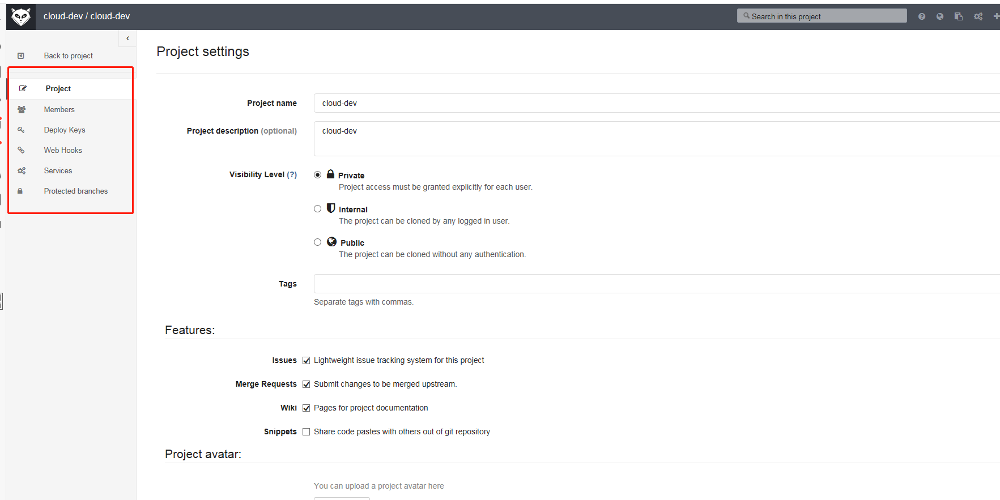 cloud-dev / cloud-dev
Search in this project
Back to project
Project
Members
Deploy Keys
Web Hooks
Services
Protected branches
Project settings
Project name
cloud-dev
Project description (optional)
cloud-dev
Visibility Level (?)
Private
Project access must be granted explicitly for each user.
Internal
The project can be cloned by any logged in user.
Public
The project can be cloned without any authentication.
Tags
Separate tags with commas.
Features:
Issues Lightweight issue tracking system for this project
Merge Requests Submit changes to be merged upstream.
Wiki Pages for project documentation
Snippets Share code pastes with others out of git repository
Project avatar:
You can upload a project avatar here